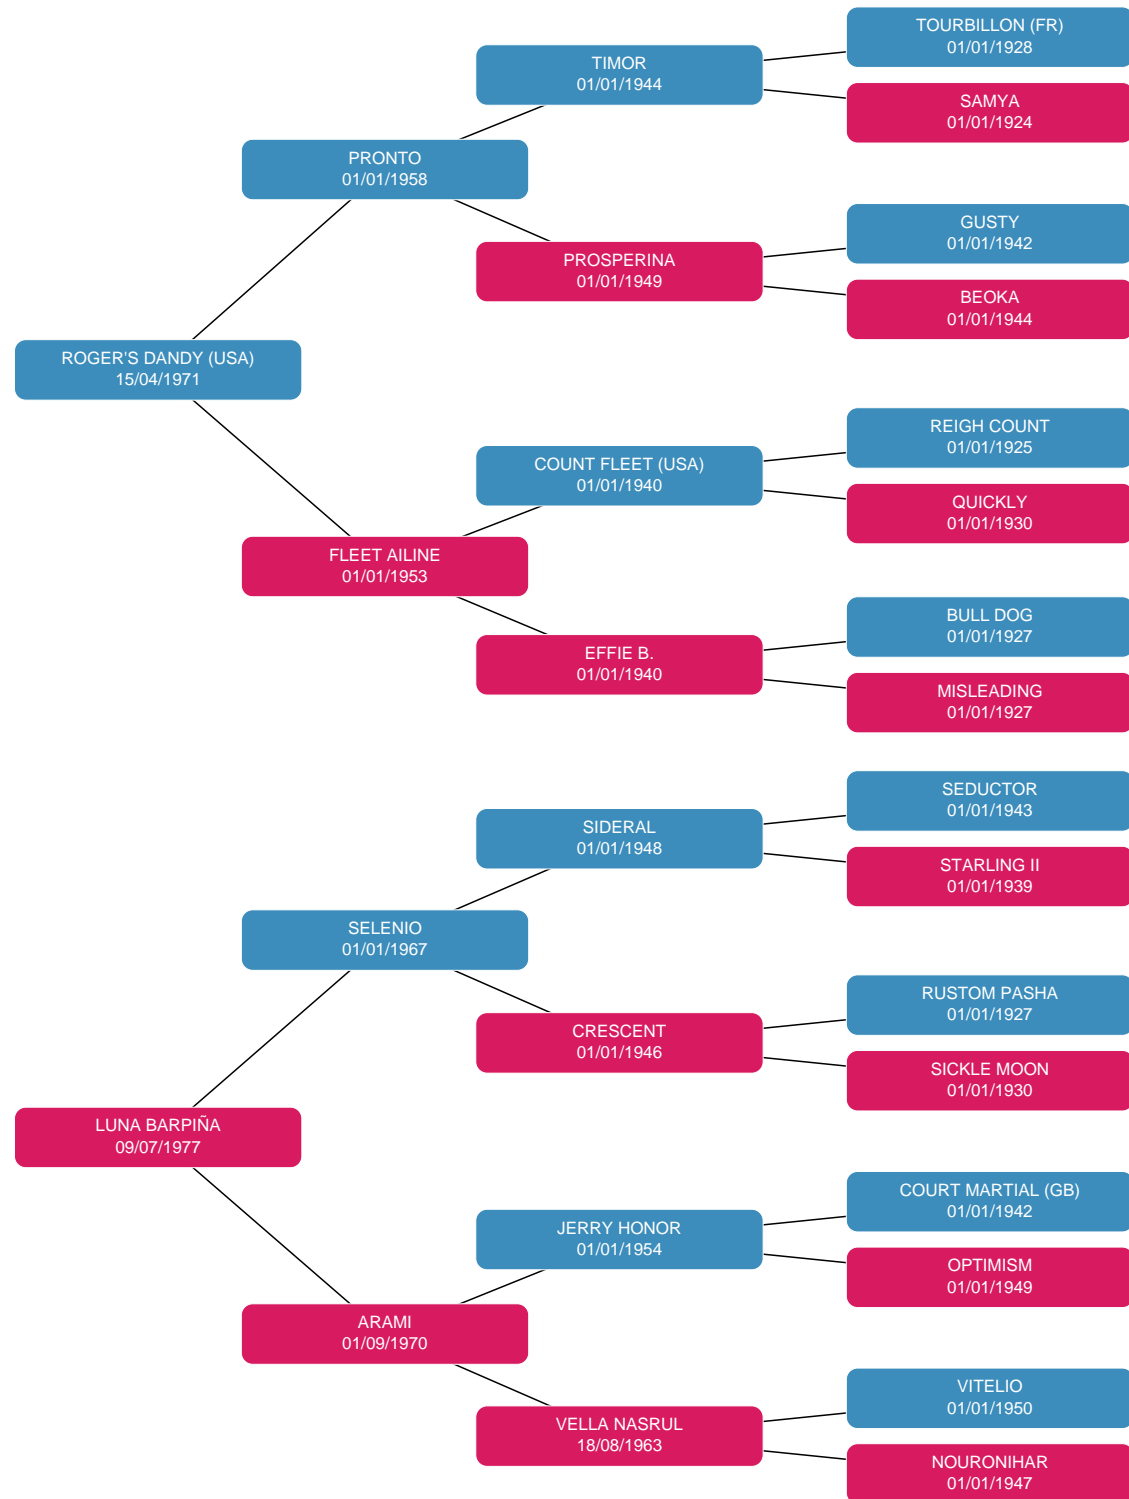 TOURBILLON (FR)
01/01/1928
TIMOR
01/01/1944
SAMYA
01/01/1924
PRONTO
01/01/1958
GUSTY
01/01/1942
PROSPERINA
01/01/1949
BEOKA
01/01/1944
ROGER'S DANDY (USA)
15/04/1971
REIGH COUNT
01/01/1925
COUNT FLEET (USA)
01/01/1940
QUICKLY
01/01/1930
FLEET AILINE
01/01/1953
BULL DOG
01/01/1927
EFFIE B.
01/01/1940
MISLEADING
01/01/1927
SEDUCTOR
01/01/1943
SIDERAL
01/01/1948
STARLING II
01/01/1939
SELENIO
01/01/1967
RUSTOM PASHA
01/01/1927
CRESCENT
01/01/1946
SICKLE MOON
01/01/1930
LUNA BARPIÑA
09/07/1977
COURT MARTIAL (GB)
01/01/1942
JERRY HONOR
01/01/1954
OPTIMISM
01/01/1949
ARAMI
01/09/1970
VITELIO
01/01/1950
VELLA NASRUL
18/08/1963
NOURONIHAR
01/01/1947